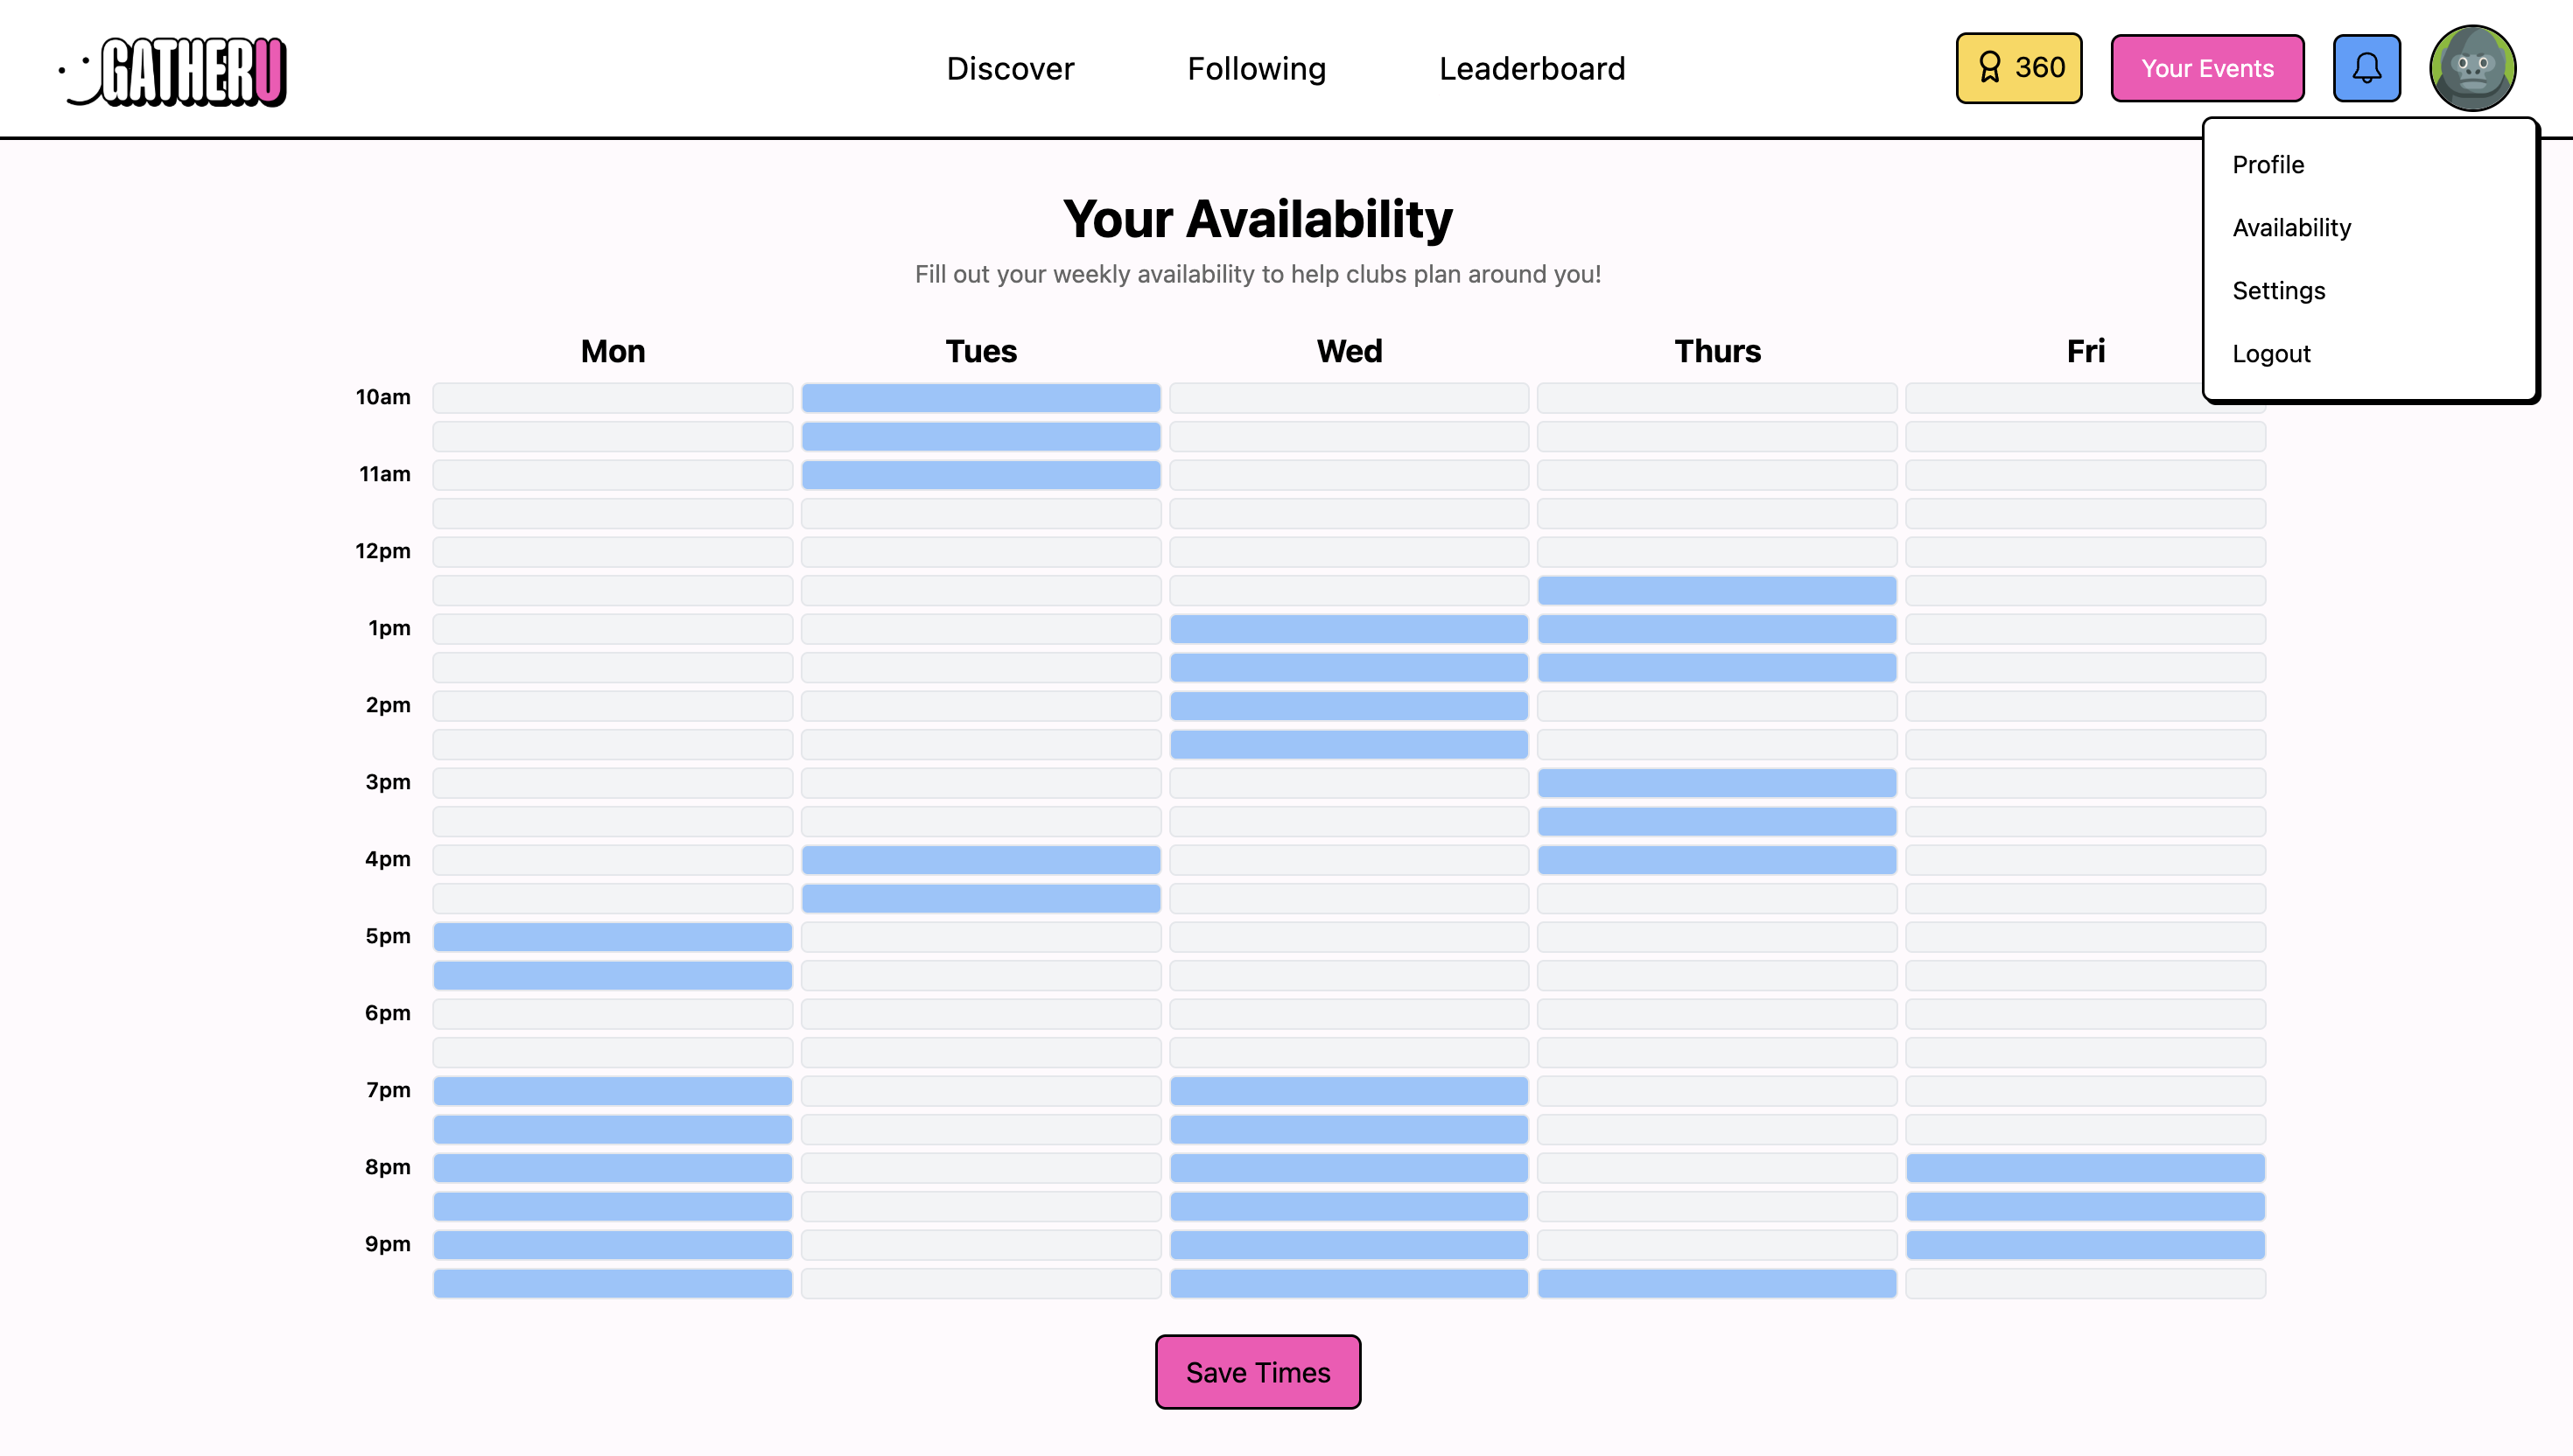 GATHERU
Discover Following Leaderboard
360 Your Events
Profile
Availability
Settings
Logout
Your Availability
Fill out your weekly availability to help clubs plan around you!
Mon Tues Wed Thurs Fri
10am
11am
12pm
1pm
2pm
3pm
4pm
5pm
6pm
7pm
8pm
9pm
Save Times